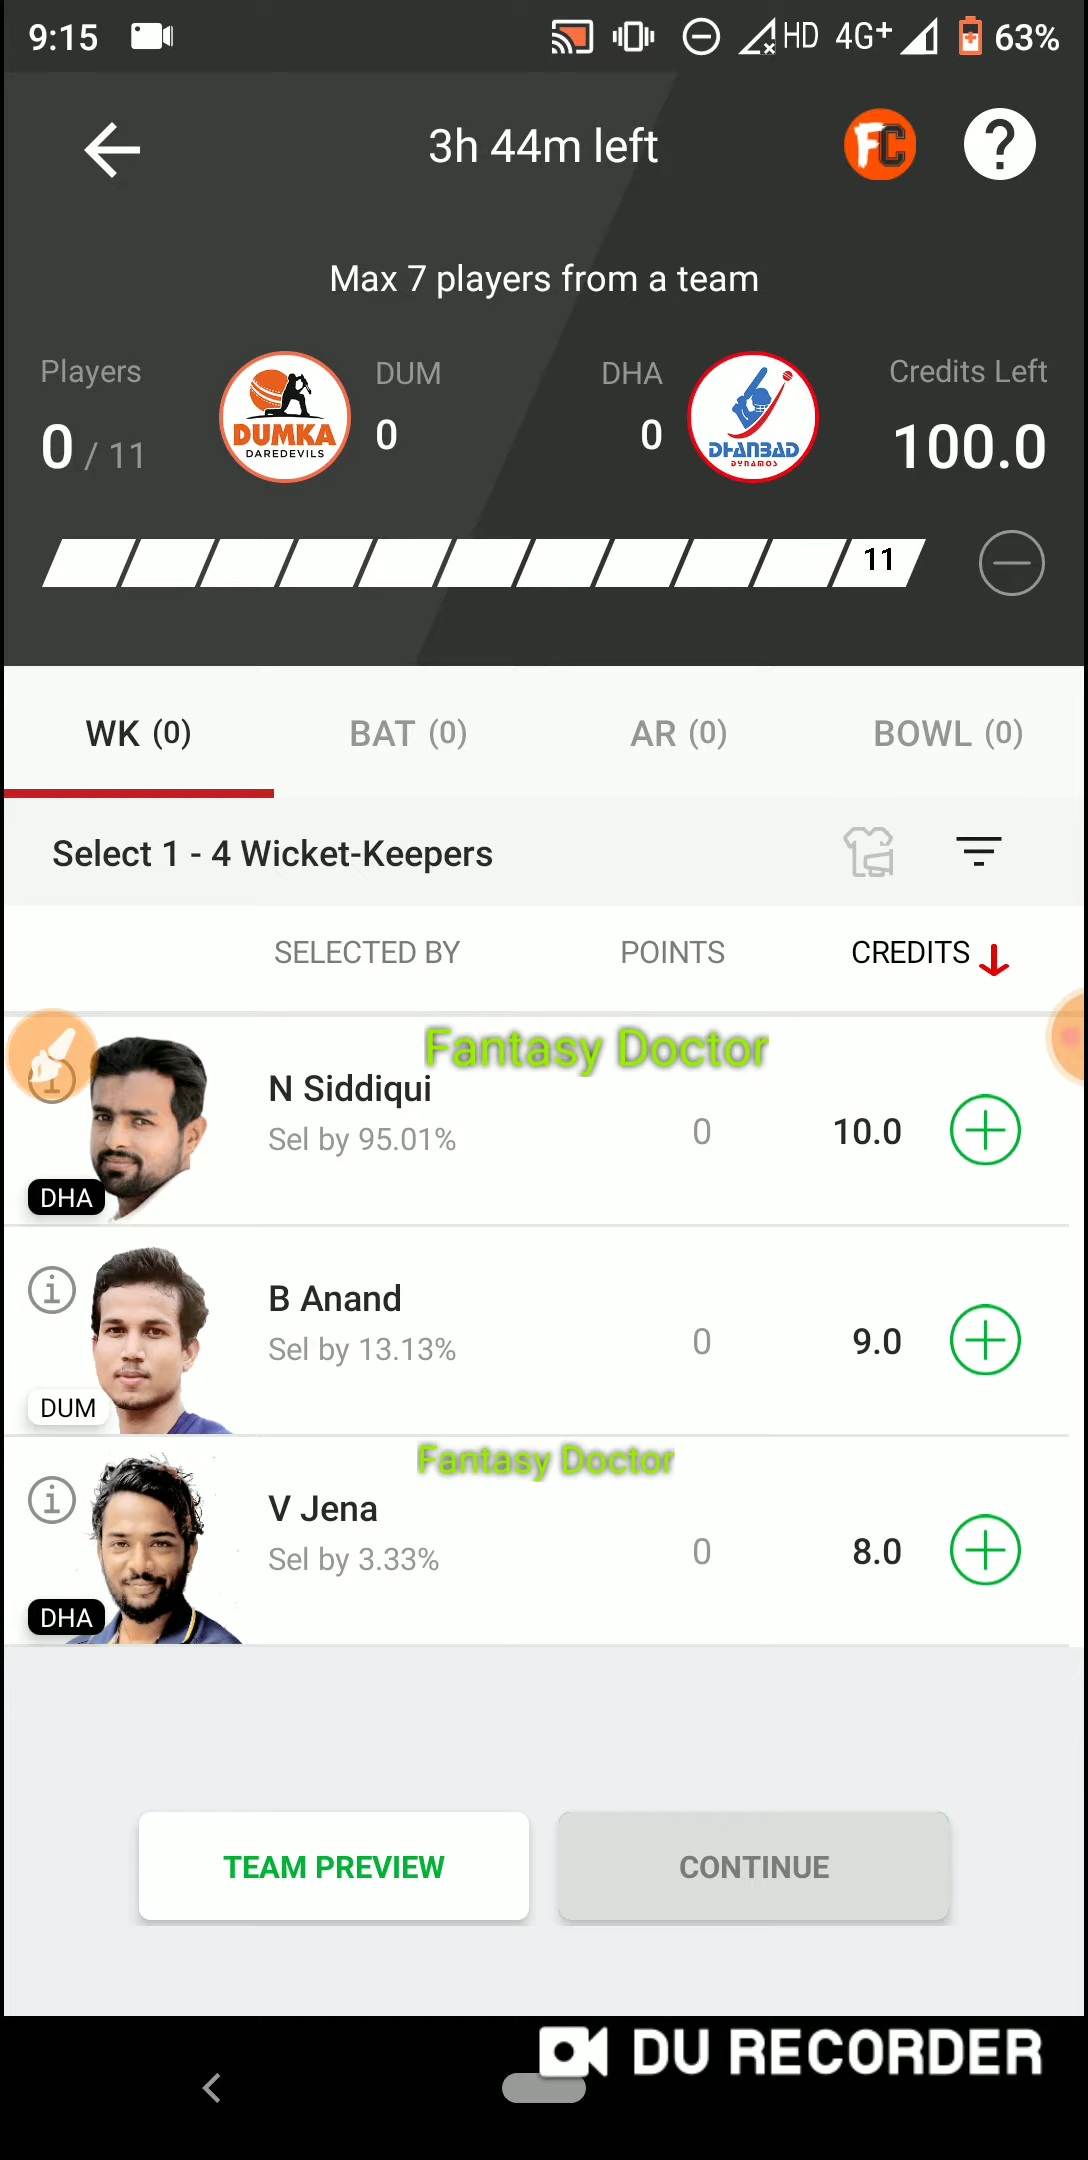 9:15 HD 4G+ 63%
3h 44m left FC ?
Max 7 players from a team
Players DUM DHA Credits Left
0 / 11 0 0 100.0
DUMKA
DAREDEVILS
DHANBAD
DYNAMOS
11
WK (0) BAT (0) AR (0) BOWL (0)
Select 1 - 4 Wicket-Keepers
SELECTED BY POINTS CREDITS
Fantasy Doctor
N Siddiqui
Sel by 95.01% 0 10.0
DHA
B Anand
Sel by 13.13% 0 9.0
DUM
Fantasy Doctor
V Jena
Sel by 3.33% 0 8.0
DHA
TEAM PREVIEW CONTINUE
DU RECORDER